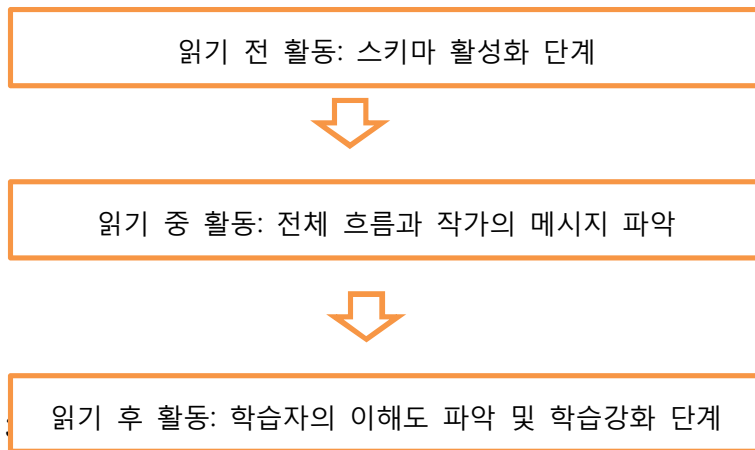 읽기 전 활동: 스키마 활성화 단계
읽기 중 활동: 전체 흐름과 작가의 메시지 파악
읽기 후 활동: 학습자의 이해도 파악 및 학습강화 단계